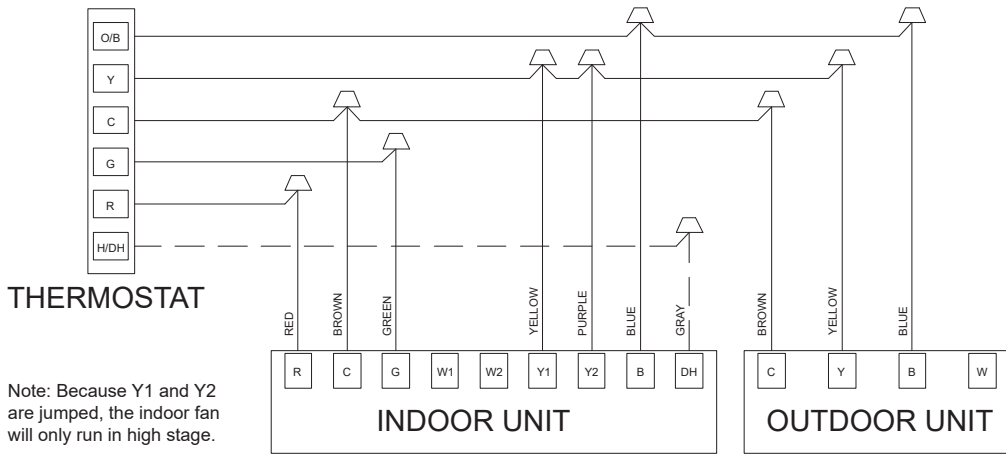 O/B
Y
C
G
R
H/DH
THERMOSTAT
RED
BROWN
GREEN
YELLOW
PURPLE
BLUE
GRAY
BROWN
YELLOW
BLUE
R C G W1 W2 Y1 Y2 B DH
C Y B W
INDOOR UNIT
OUTDOOR UNIT
Note: Because Y1 and Y2
are jumped, the indoor fan
will only run in high stage.